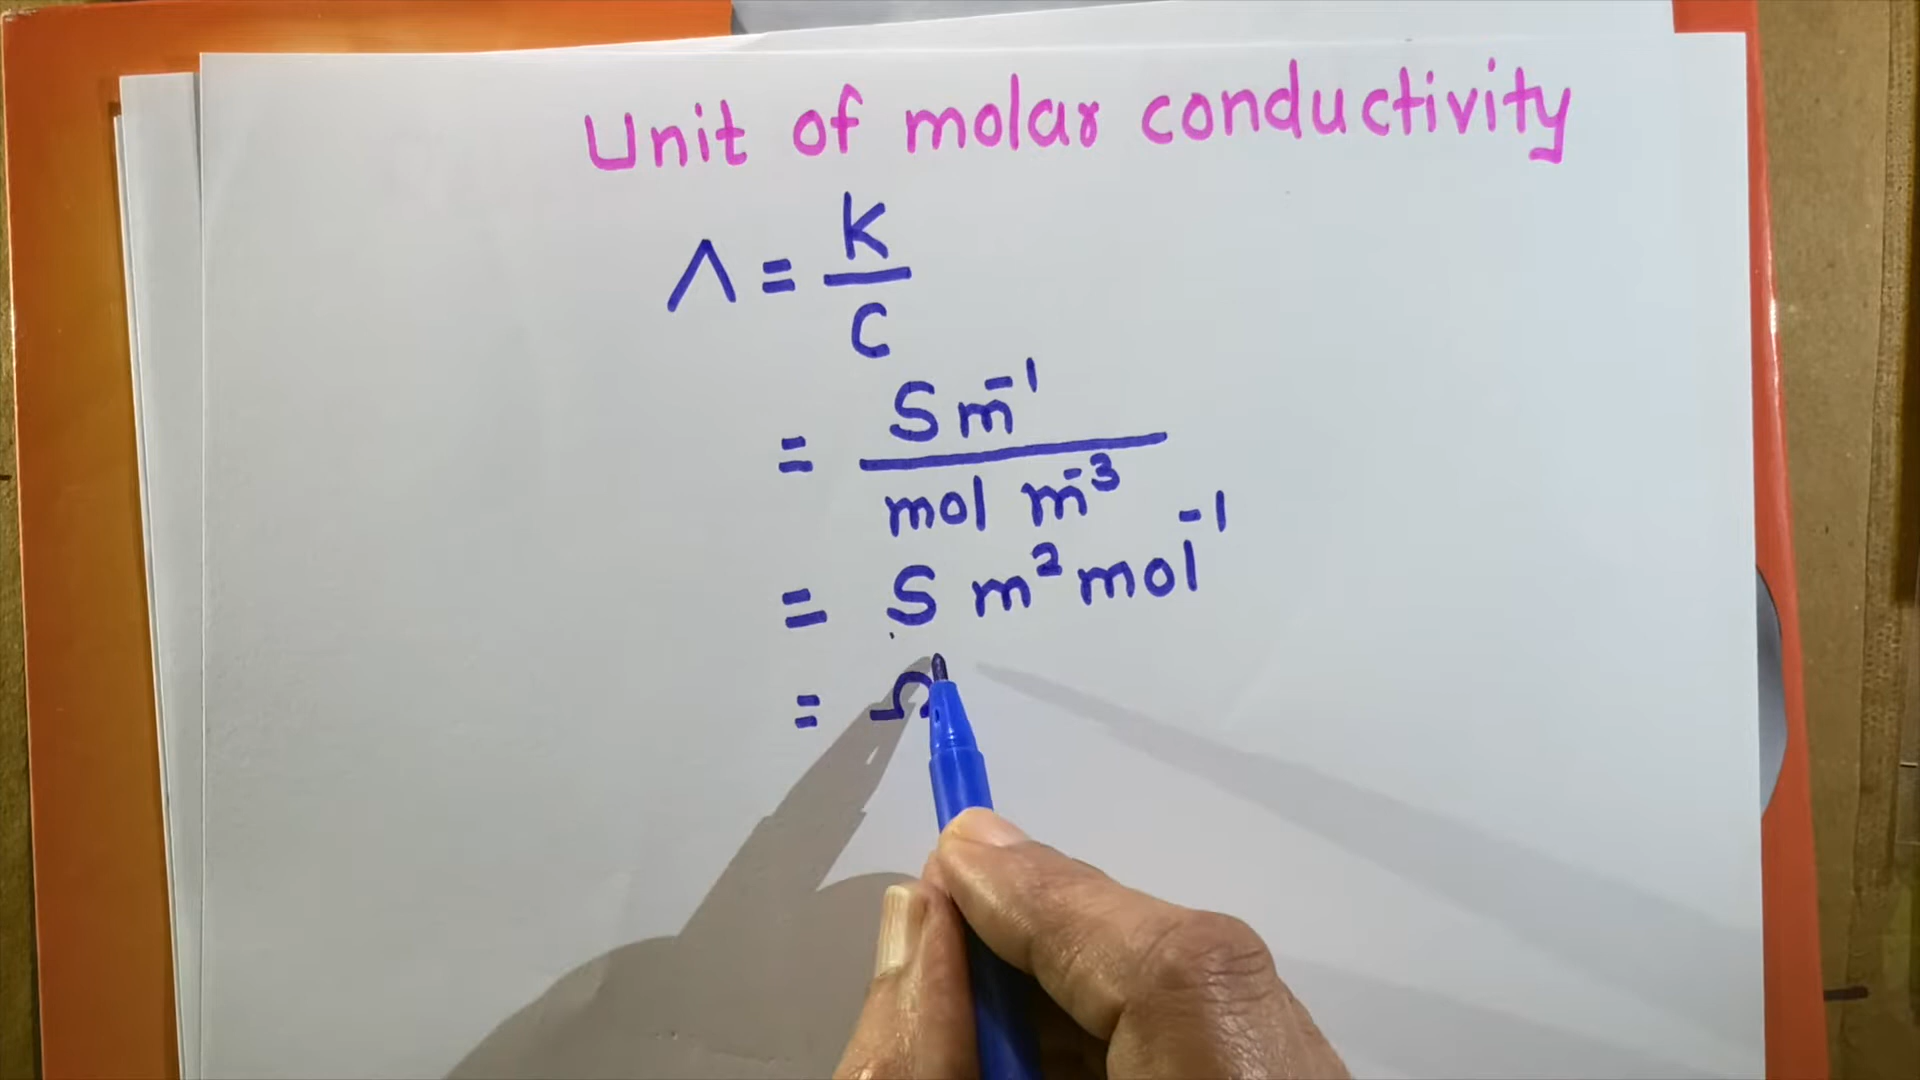 Unit of molar conductivity
Λ = K/C
= S m⁻¹ / mol m⁻³
= S m² mol⁻¹
= Ω